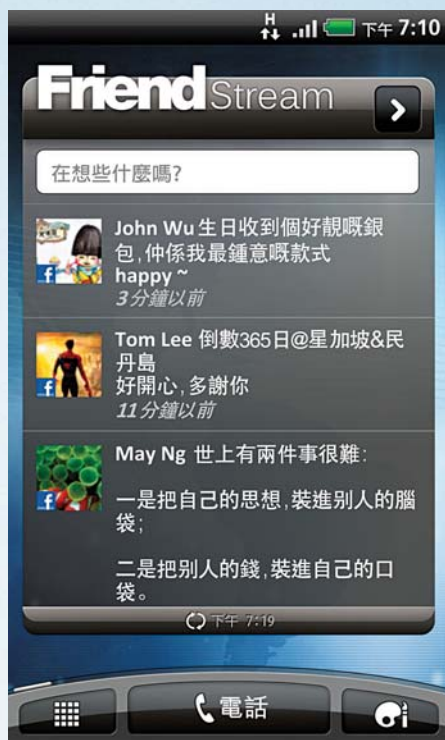 H
下午 7:10
Friend Stream
在想些什麼嗎?
John Wu 生日收到個好靚嘅銀
包,仲係我最鍾意嘅款式
happy ~
3分鐘以前
Tom Lee 倒數365日@星加坡&民
丹島
好開心,多謝你
11分鐘以前
May Ng 世上有兩件事很難:
一是把自己的思想,裝進別人的腦
袋;
二是把別人的錢,裝進自己的口
袋。
下午 7:19
電話